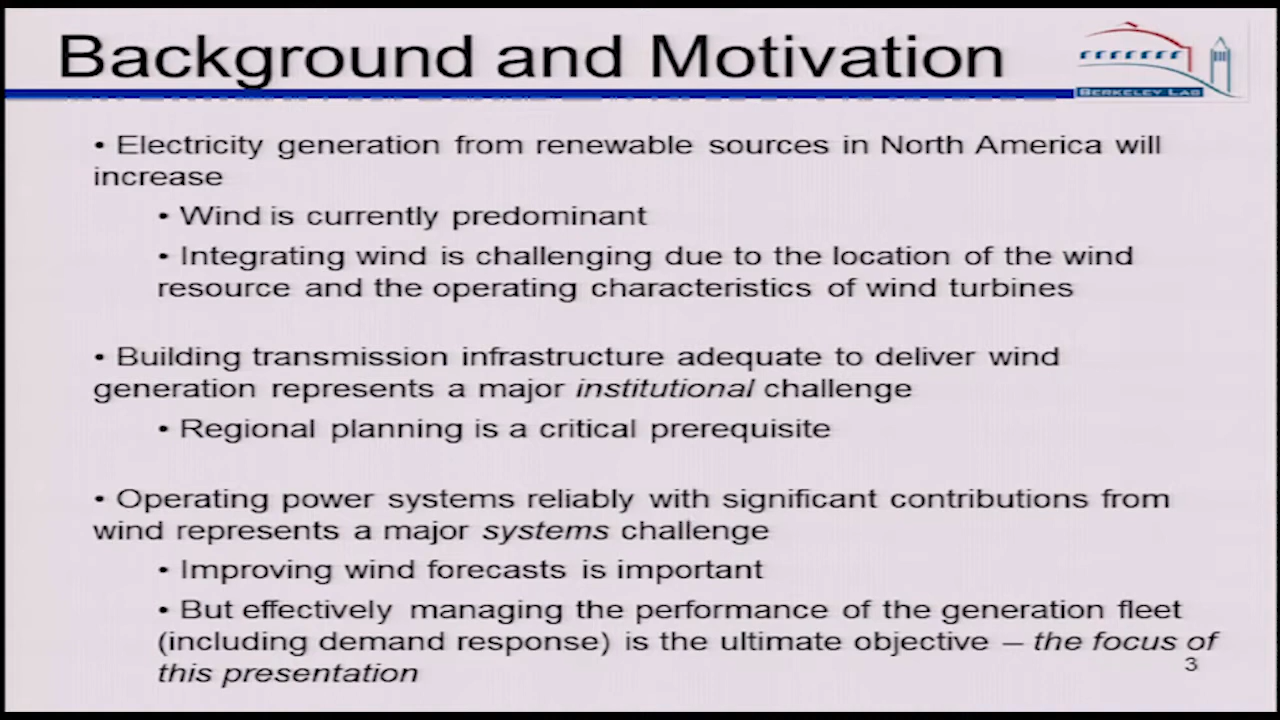 Background and Motivation
BERKELEY LAB
• Electricity generation from renewable sources in North America will
increase
• Wind is currently predominant
• Integrating wind is challenging due to the location of the wind
resource and the operating characteristics of wind turbines
• Building transmission infrastructure adequate to deliver wind
generation represents a major institutional challenge
• Regional planning is a critical prerequisite
• Operating power systems reliably with significant contributions from
wind represents a major systems challenge
• Improving wind forecasts is important
• But effectively managing the performance of the generation fleet
(including demand response) is the ultimate objective – the focus of
this presentation
3